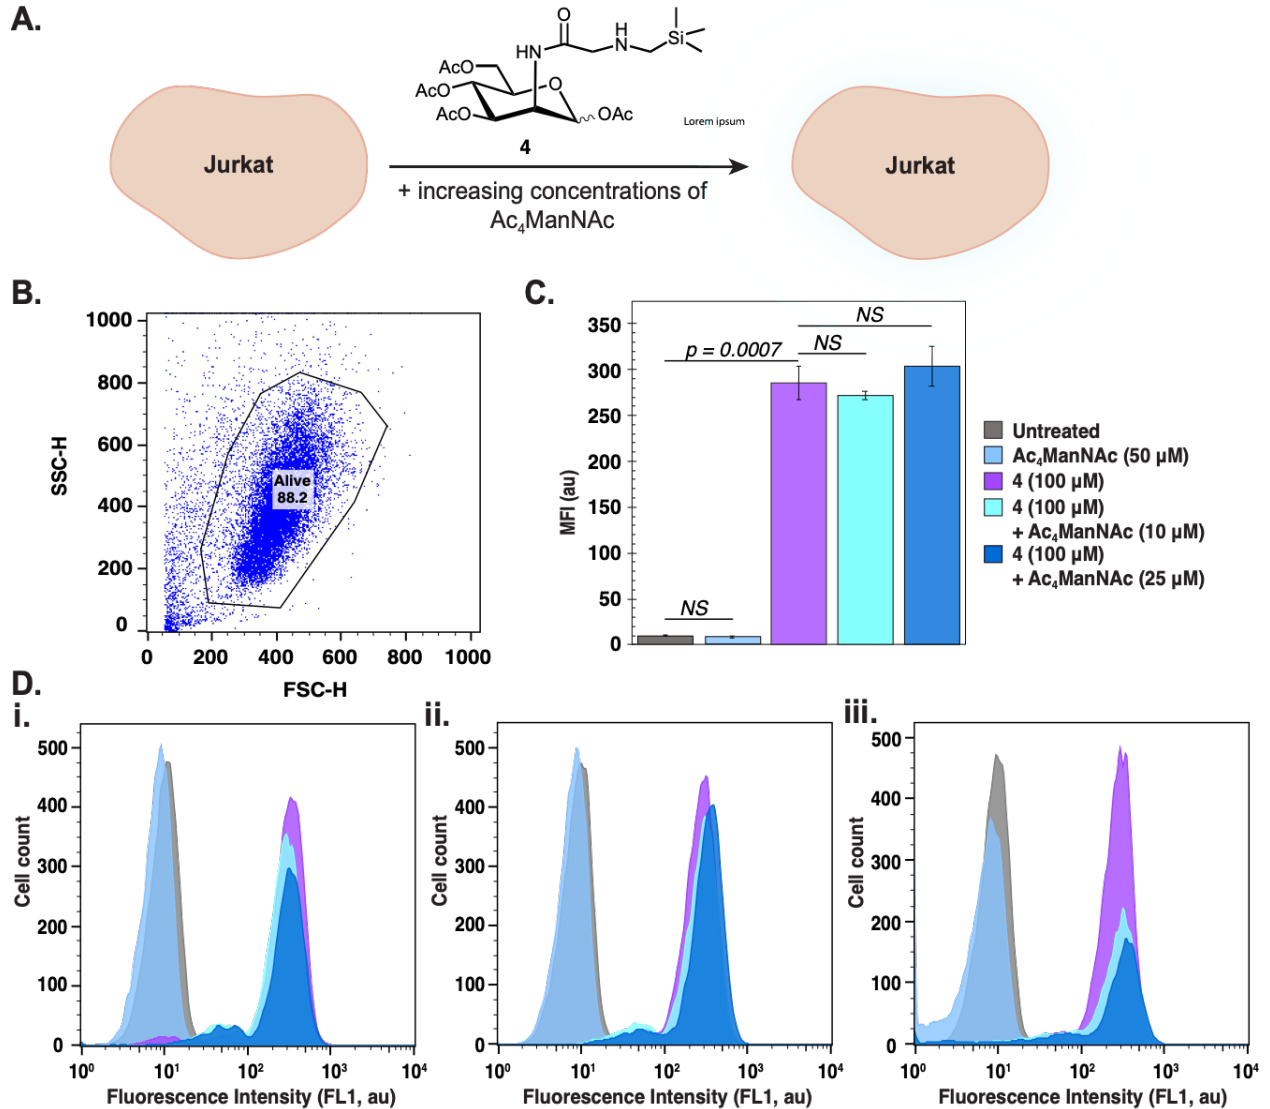 A.
O
H
N
Si
HN
AcO
O
AcO
AcO
OAc
Lorem ipsum
4
Jurkat
Jurkat
+ increasing concentrations of
Ac₄ManNAc
B.
1000
800
600
400
200
0
SSC-H
Alive
88.2
0 200 400 600 800 1000
FSC-H
C.
350
300
250
200
150
100
50
0
MFI (au)
NS
p = 0.0007
NS
NS
Untreated
Ac₄ManNAc (50 µM)
4 (100 µM)
4 (100 µM)
+ Ac₄ManNAc (10 µM)
4 (100 µM)
+ Ac₄ManNAc (25 µM)
D.
i.
500
400
300
200
100
0
Cell count
10⁰ 10¹ 10² 10³ 10⁴
Fluorescence Intensity (FL1, au)
ii.
500
400
300
200
100
0
Cell count
10⁰ 10¹ 10² 10³ 10⁴
Fluorescence Intensity (FL1, au)
iii.
500
400
300
200
100
0
Cell count
10⁰ 10¹ 10² 10³ 10⁴
Fluorescence Intensity (FL1, au)